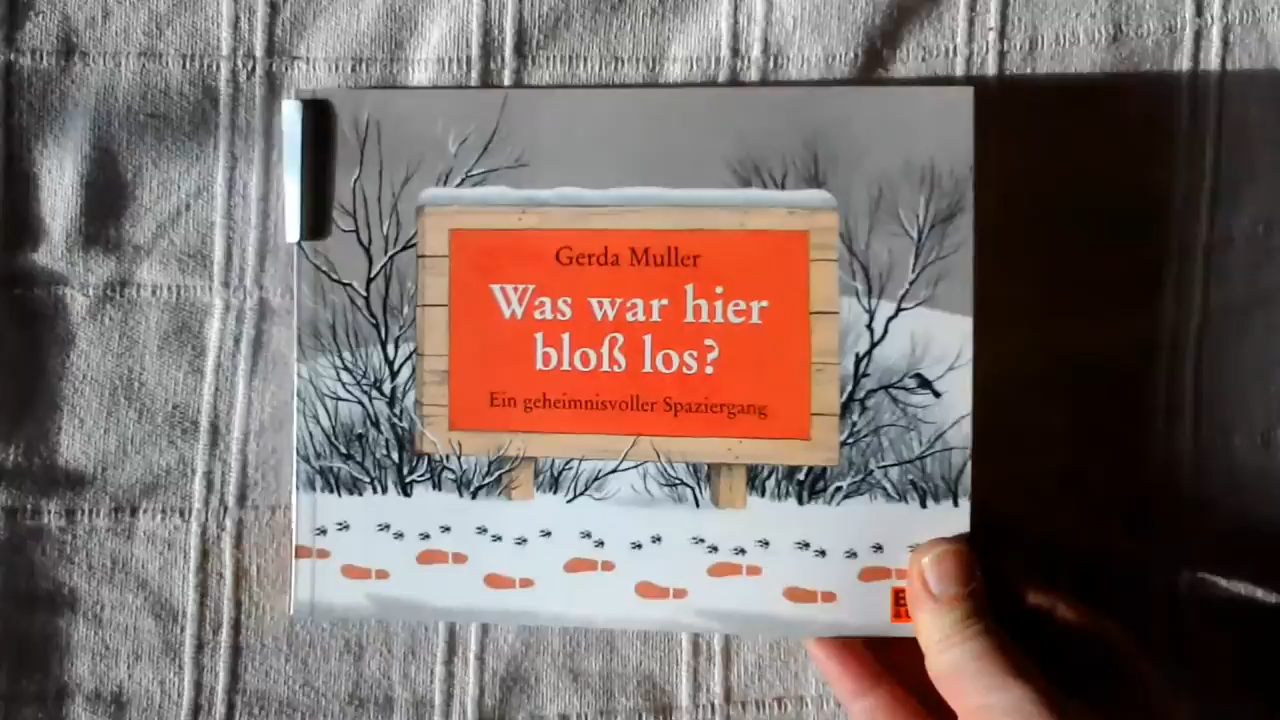 Gerda Muller
Was war hier
bloß los?
Ein geheimnisvoller Spaziergang